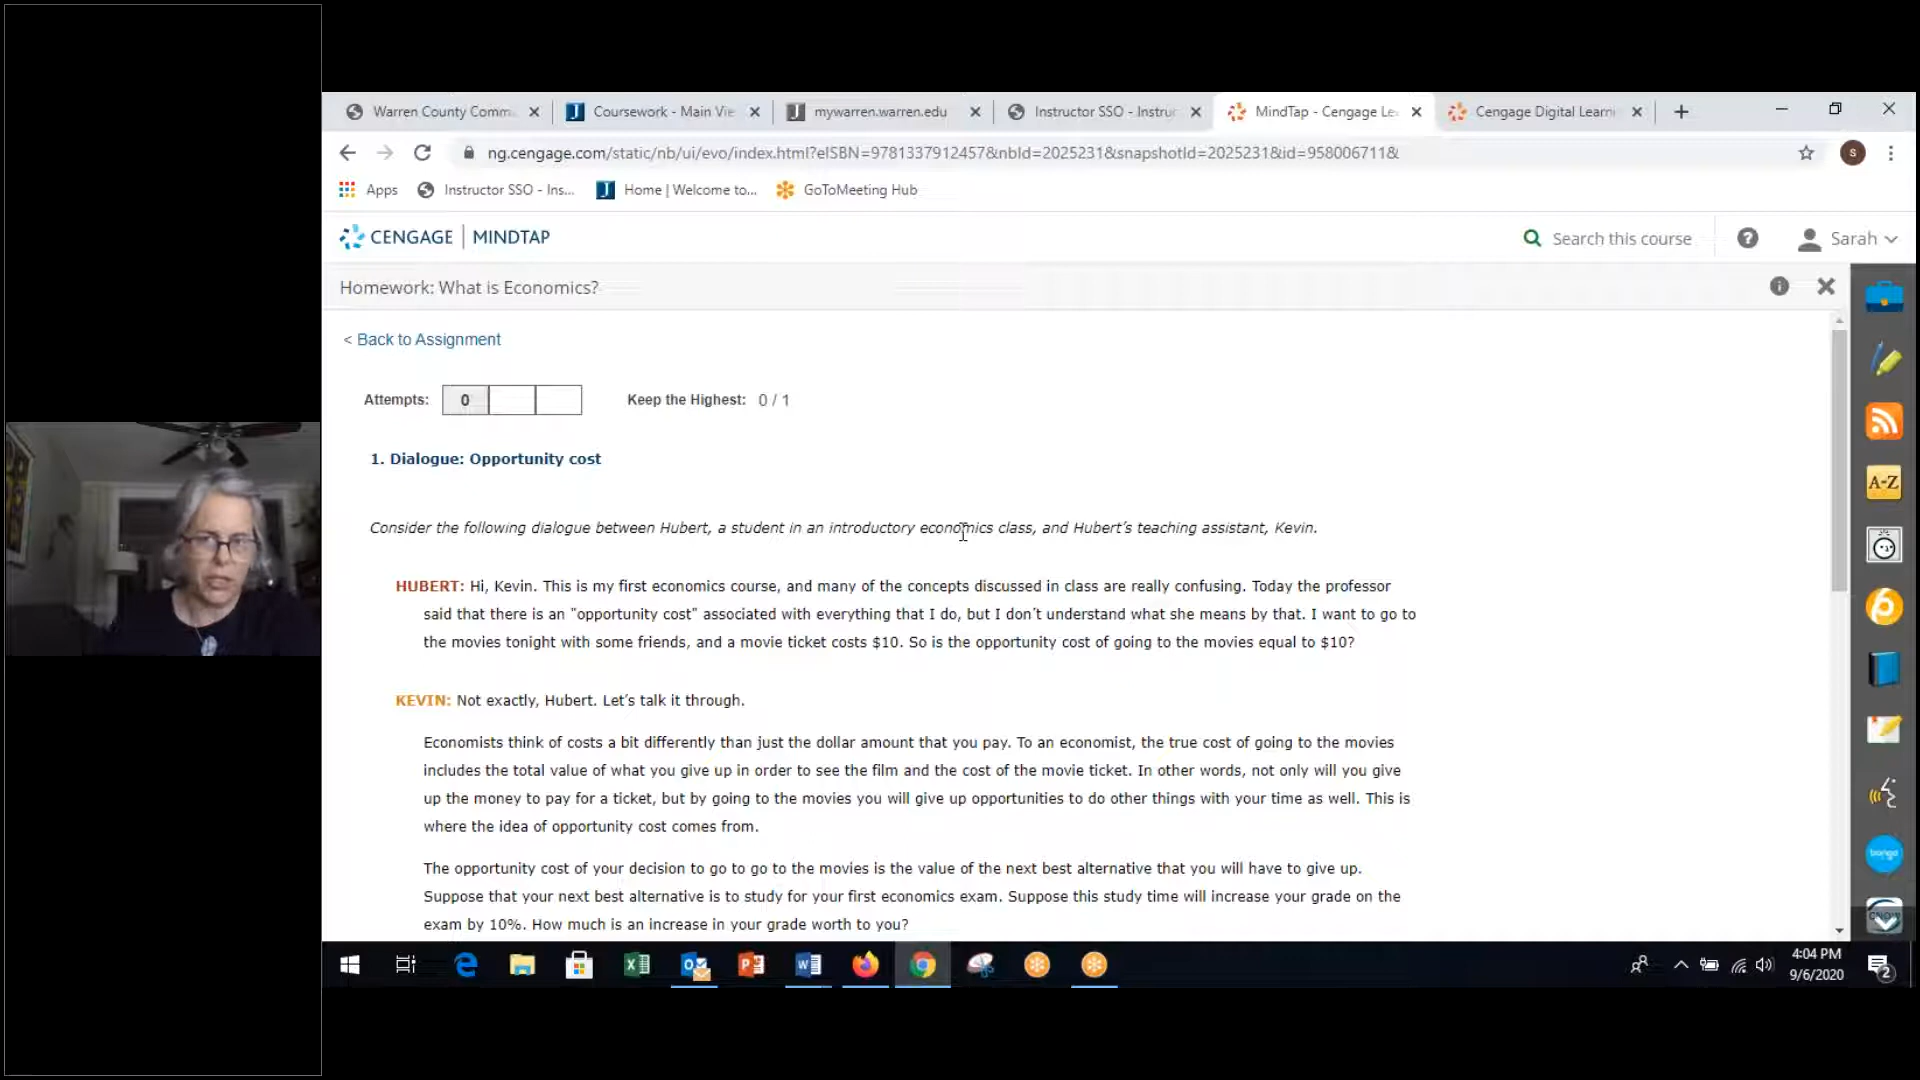 Warren County Comm
Coursework - Main Vie
mywarren.warren.edu
Instructor SSO - Instruc
MindTap - Cengage Le
Cengage Digital Learni
ng.cengage.com/static/nb/ui/evo/index.html?eISBN=9781337912457&nbId=2025231&snapshotId=2025231&id=958006711&
S
Apps
Instructor SSO - Ins...
Home | Welcome to...
GoToMeeting Hub
CENGAGE | MINDTAP
Search this course
Sarah
Homework: What is Economics?
< Back to Assignment
Attempts: 0
Keep the Highest: 0 / 1
1. Dialogue: Opportunity cost
Consider the following dialogue between Hubert, a student in an introductory economics class, and Hubert's teaching assistant, Kevin.
HUBERT: Hi, Kevin. This is my first economics course, and many of the concepts discussed in class are really confusing. Today the professor
said that there is an "opportunity cost" associated with everything that I do, but I don't understand what she means by that. I want to go to
the movies tonight with some friends, and a movie ticket costs $10. So is the opportunity cost of going to the movies equal to $10?
KEVIN: Not exactly, Hubert. Let's talk it through.
Economists think of costs a bit differently than just the dollar amount that you pay. To an economist, the true cost of going to the movies
includes the total value of what you give up in order to see the film and the cost of the movie ticket. In other words, not only will you give
up the money to pay for a ticket, but by going to the movies you will give up opportunities to do other things with your time as well. This is
where the idea of opportunity cost comes from.
The opportunity cost of your decision to go to go to the movies is the value of the next best alternative that you will have to give up.
Suppose that your next best alternative is to study for your first economics exam. Suppose this study time will increase your grade on the
exam by 10%. How much is an increase in your grade worth to you?
A-Z
bongo
4:04 PM
9/6/2020
2